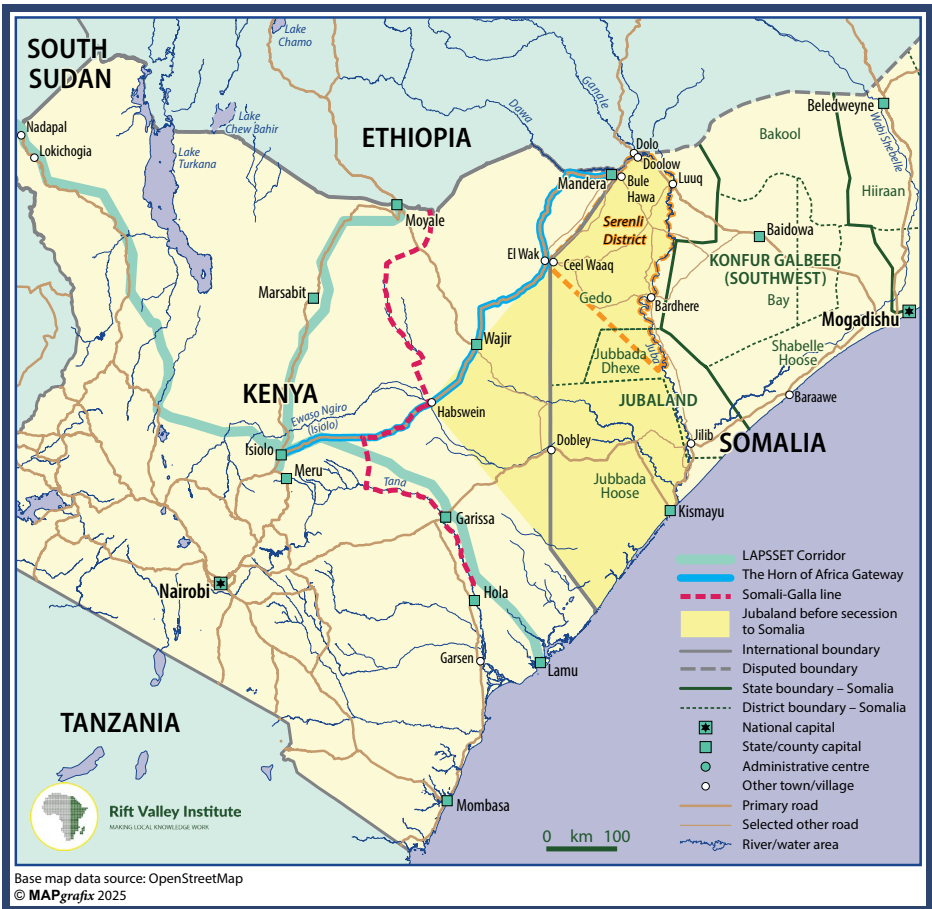 SOUTH
SUDAN
Lake
Chamo
Nadapal
Lokichogia
Lake
Turkana
Lake
Chew Bahir
ETHIOPIA
Dawa
Ganale
Dolo
Doolow
Mandera
Bule
Hawa
Luuq
Beledweyne
Wabi Shebelle
Bakool
Hiiraan
Moyale
Serenli
District
Baidowa
El Wak
Ceel Waaq
KONFUR GALBEED
(SOUTHWEST)
Marsabit
Gedo
Bardhere
Bay
Mogadishu
Wajir
Juba
Jubbada
Dhexe
Shabelle
Hoose
KENYA
Habswein
JUBALAND
Baraawe
Ewaso Ngiro
(Isiolo)
Isiolo
Dobley
Jilib
SOMALIA
Meru
Tana
Jubbada
Hoose
Garissa
Kismayu
Nairobi
Hola
Garsen
Lamu
TANZANIA
Mombasa
LAPSSET Corridor
The Horn of Africa Gateway
Somali-Galla line
Jubaland before secession
to Somalia
International boundary
Disputed boundary
State boundary – Somalia
District boundary – Somalia
National capital
State/county capital
Administrative centre
Other town/village
Primary road
Selected other road
River/water area
0 km 100
Rift Valley Institute
MAKING LOCAL KNOWLEDGE WORK
Base map data source: OpenStreetMap
© MAPgrafix 2025